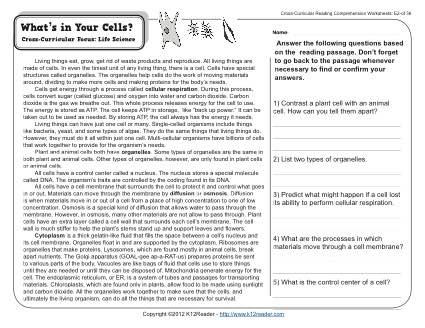 Cross-Curricular Reading Comprehension Worksheets: E2 of 36
What's in Your Cells?
Cross-Curricular Focus: Life Science
Name
Living things eat, grow, get rid of waste products and reproduce. All living things are
made of cells. In even the tiniest unit of any living thing, there is a cell. Cells have special
structures called organelles. The organelles help cells do the work of moving materials
around, dividing to make more cells and making proteins for the body's needs.
Cells get energy through a process called cellular respiration. During this process,
cells convert sugar (called glucose) and oxygen into water and carbon dioxide. Carbon
dioxide is the gas we breathe out. This whole process releases energy for the cell to use.
The energy is stored as ATP. The cell keeps ATP in storage, like "back up power." It can be
taken out to be used as needed. By storing ATP, the cell always has the energy it needs.
Living things can have just one cell or many. Single-celled organisms include things
like bacteria, yeast, and some types of algae. They do the same things that living things do.
However, they must do it all within just one cell. Multi-cellular organisms have billions of cells
that work together to provide for the organism's needs.
Plant and animal cells both have organelles. Some types of organelles are the same in
both plant and animal cells. Other types of organelles, however, are only found in plant cells
or animal cells.
All cells have a control center called a nucleus. The nucleus stores a special molecule
called DNA. The organism's traits are controlled by the coding found in its DNA.
All cells have a cell membrane that surrounds the cell to protect it and control what goes
in or out. Materials can move through the membrane by diffusion or osmosis. Diffusion
is when materials move in or out of a cell from a place of high concentration to one of low
concentration. Osmosis is a special kind of diffusion that allows water to pass through the
membrane. However, in osmosis, many other materials are not allow to pass through. Plant
cells have an extra layer called a cell wall that surrounds each cell's membrane. The cell
wall is much stiffer to help the plant's stems stand up and support leaves and flowers.
Cytoplasm is a thick gelatin-like fluid that fills the space between a cell's nucleus and
its cell membrane. Organelles float in and are supported by the cytoplasm. Ribosomes are
organelles that make proteins. Lysosomes, which are found mostly in animal cells, break
apart nutrients. The Golgi apparatus (GOAL-gee ap-a-RAT-us) prepares proteins to be sent
to various parts of the body. Vacuoles are like bags of fluid that cells use to store things
until they are needed or until they can be disposed of. Mitochondria generate energy for the
cell. The endoplasmic reticulum, or ER, is a system of tubes and passages for transporting
materials. Chloroplasts, which are found only in plants, allow food to be made using sunlight
and carbon dioxide. All the organelles work together to make sure that the cells, and
ultimately the living organism, can do all the things that are necessary for survival.
Answer the following questions based
on the reading passage. Don't forget
to go back to the passage whenever
necessary to find or confirm your
answers.
1) Contrast a plant cell with an animal
cell. How can you tell them apart?
2) List two types of organelles.
3) Predict what might happen if a cell lost
its ability to perform cellular respiration.
4) What are the processes in which
materials move through a cell membrane?
5) What is the control center of a cell?
Copyright ©2012 K12Reader - http://www.k12reader.com